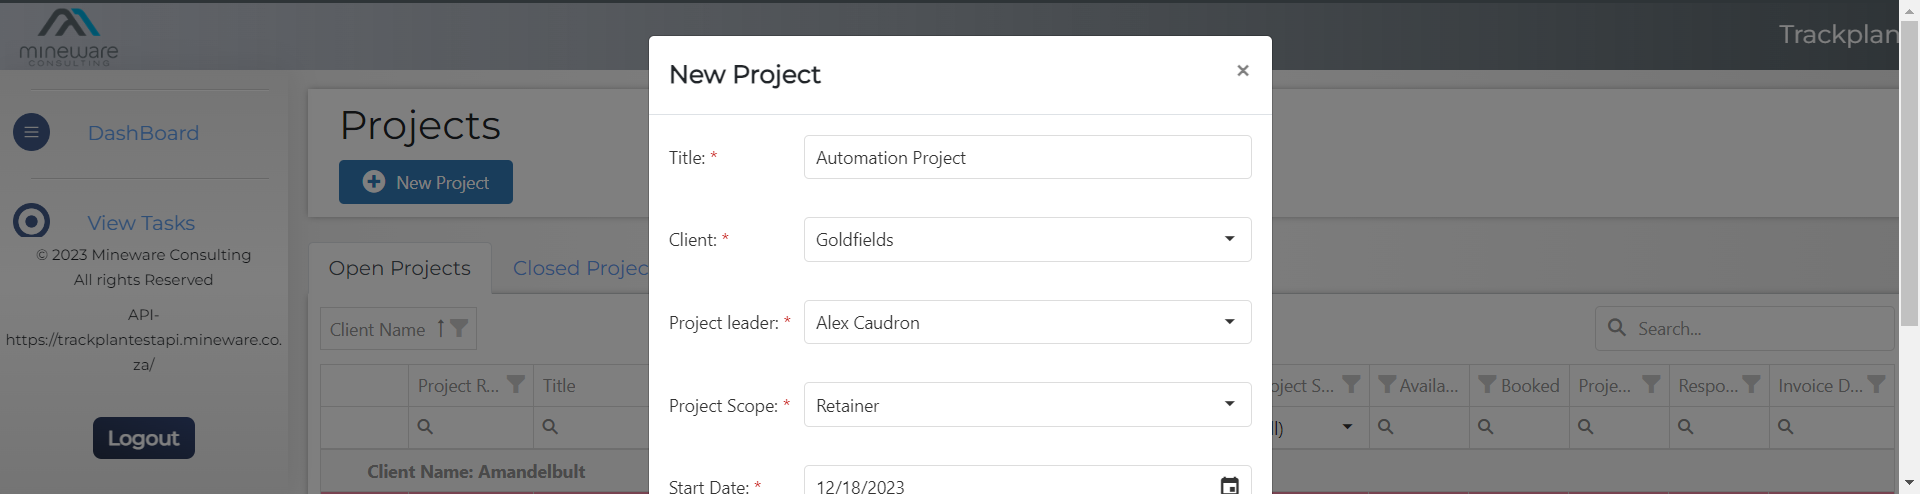 mineware
CONSULTING
Trackplan
New Project
×
DashBoard
Projects
New Project
View Tasks
© 2023 Mineware Consulting
All rights Reserved
API-
https://trackplantestapi.mineware.co.
za/
Logout
Title: *
Automation Project
Client: *
Goldfields
Project leader: *
Alex Caudron
Project Scope: *
Retainer
Start Date: *
12/18/2023
Open Projects
Closed Projec
Client Name
Search...
Project R...
Title
oject S...
Availa...
Booked
Proje...
Respo...
Invoice D...
ll)
Client Name: Amandelbult